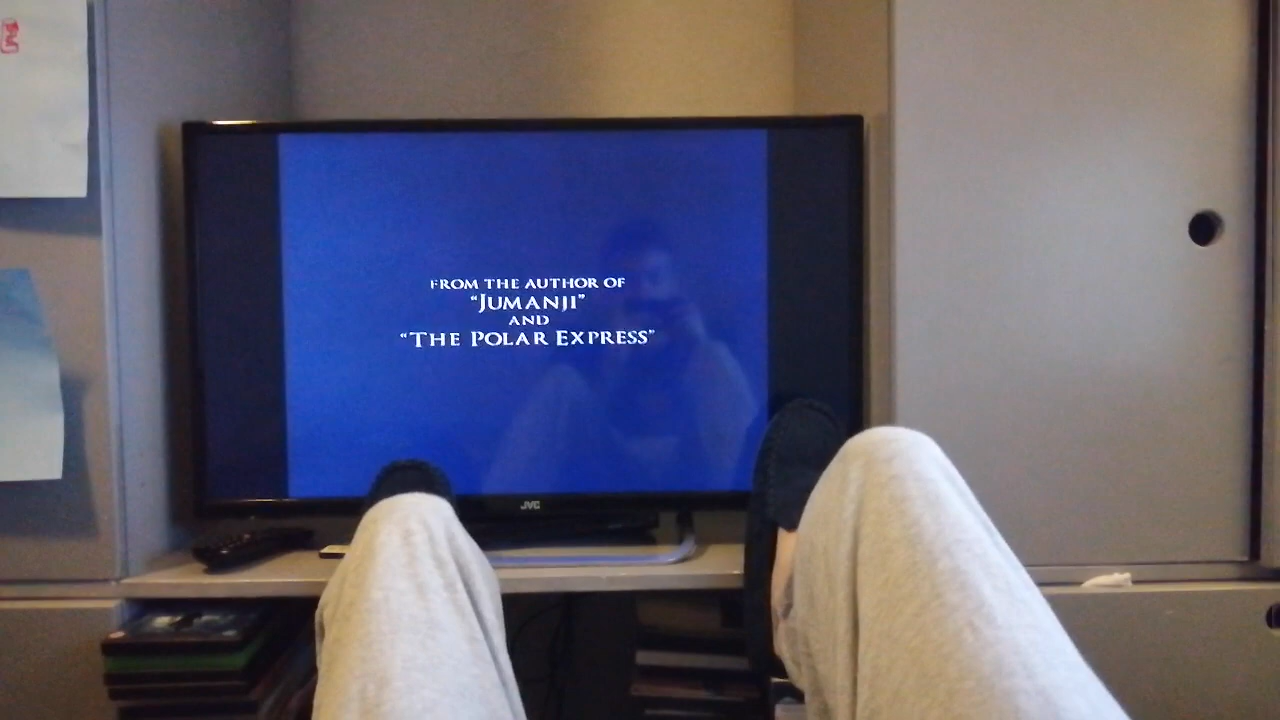 FROM THE AUTHOR OF
“JUMANJI”
AND
“THE POLAR EXPRESS”
JVC